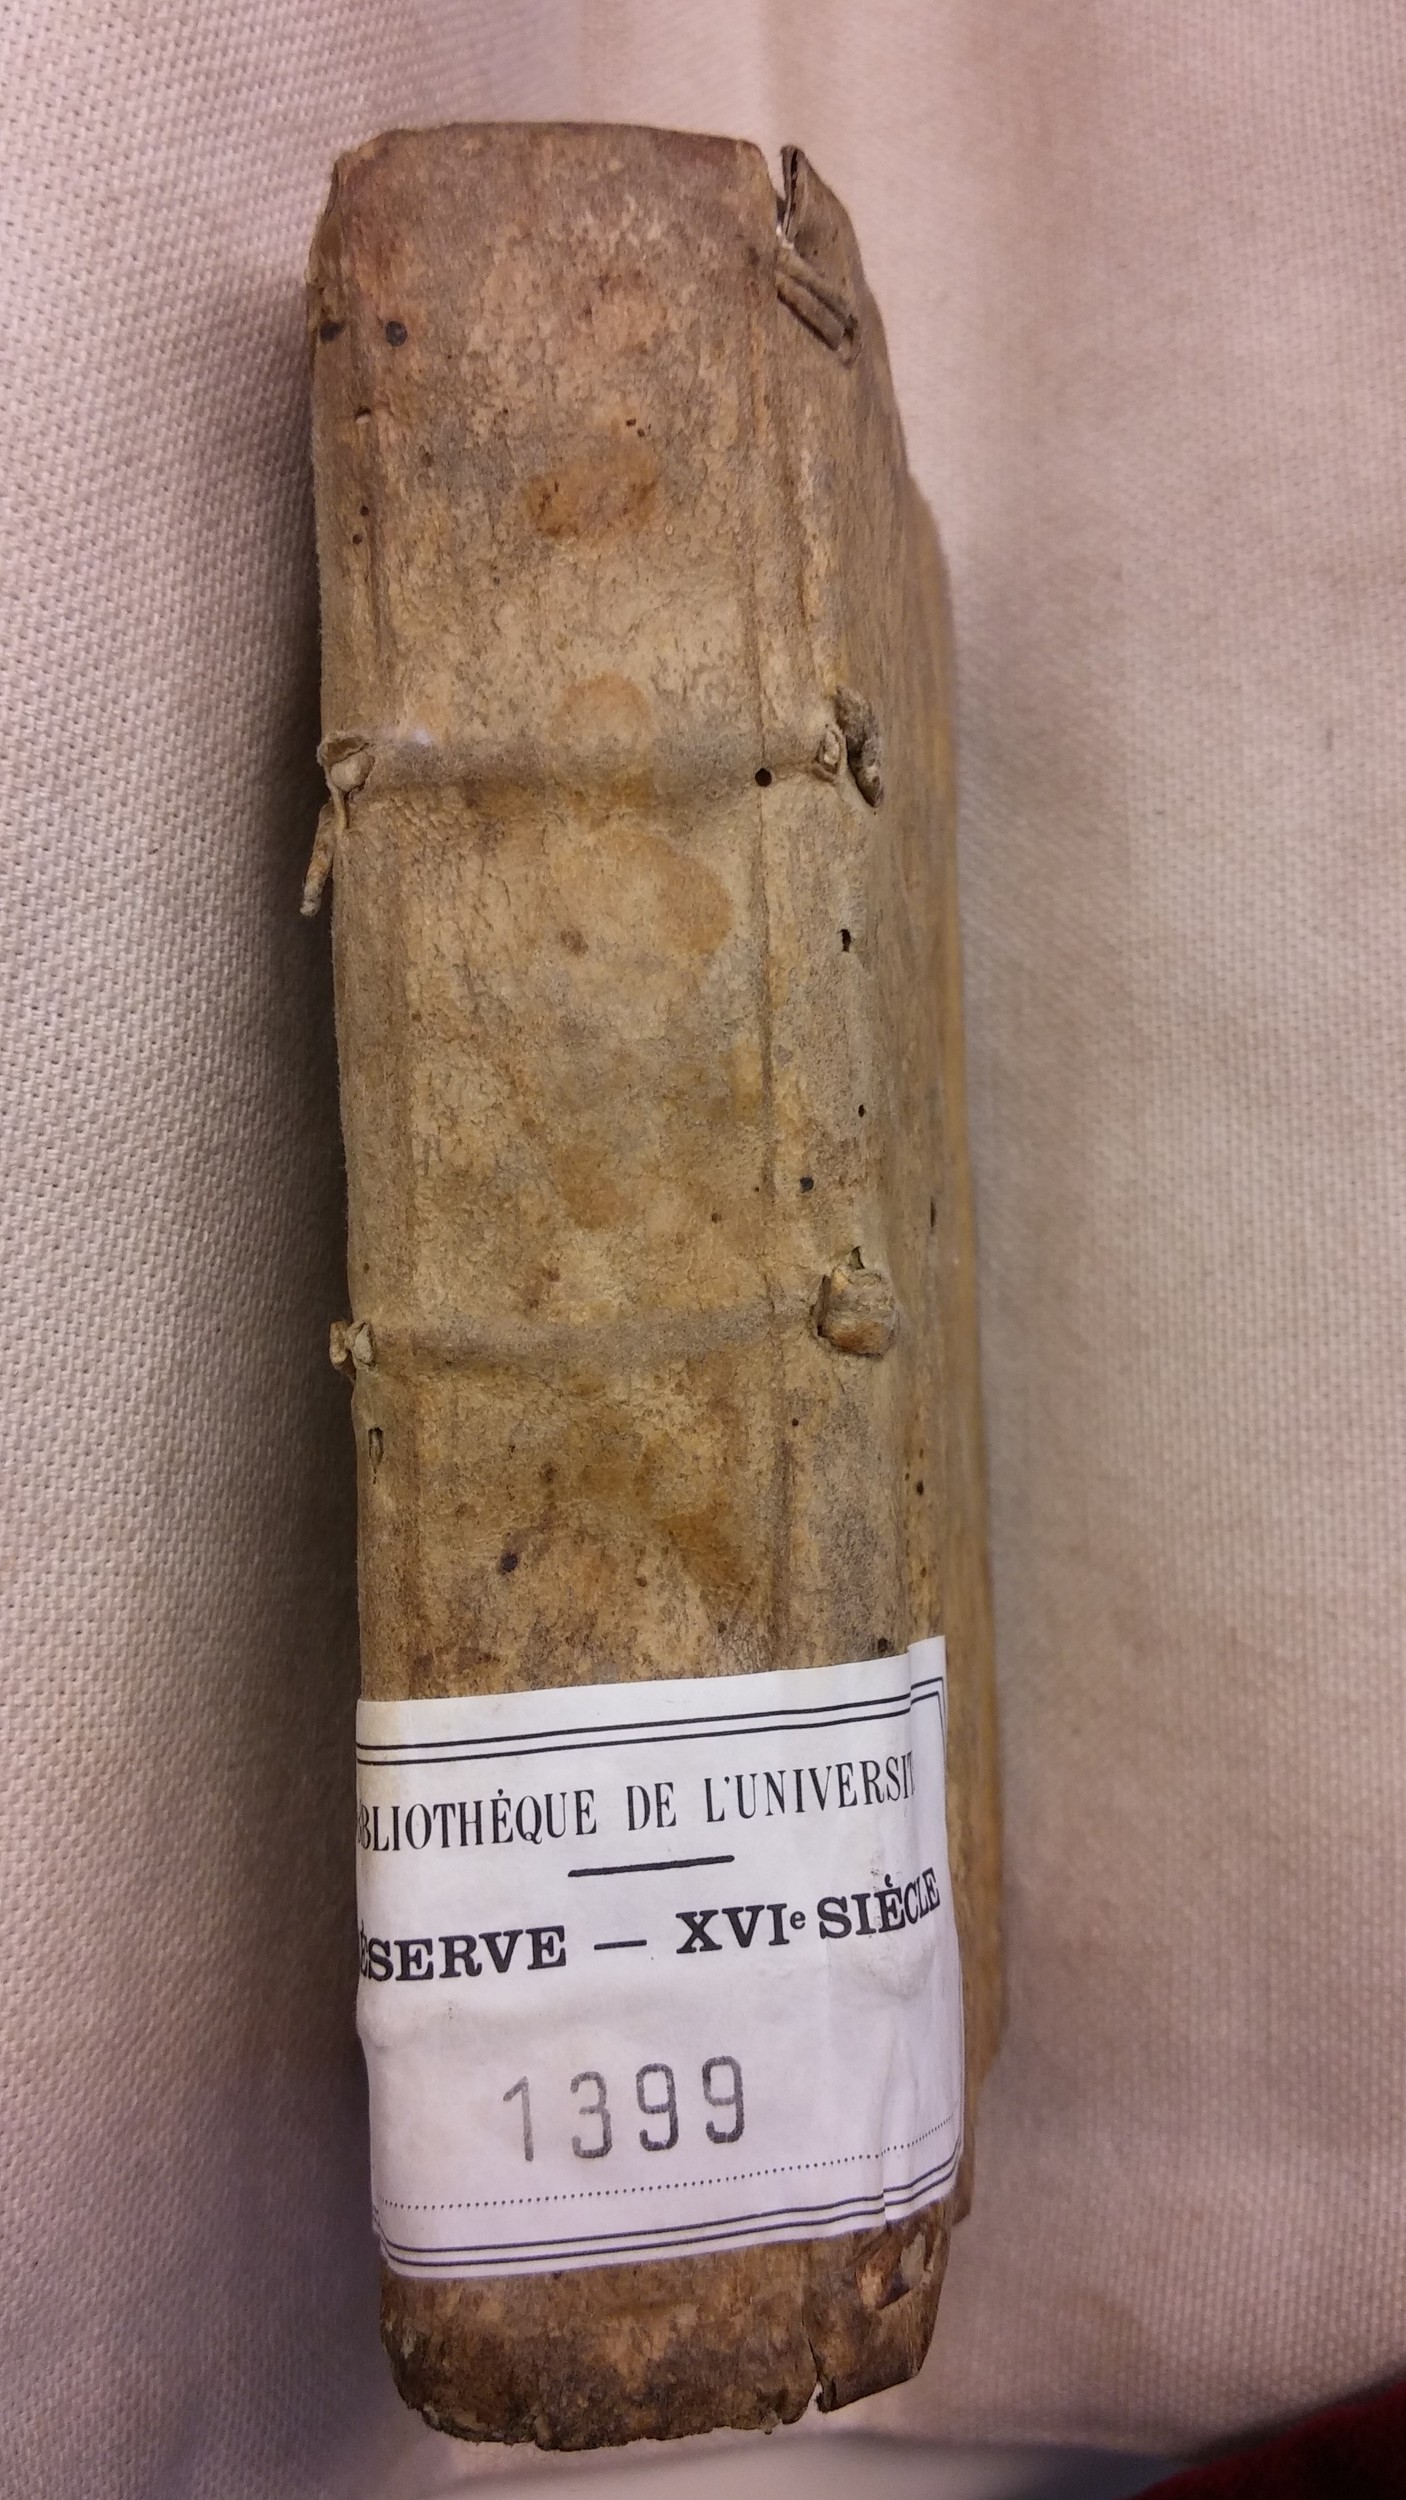 BLIOTHÈQUE DE L'UNIVERSIT
ÉSERVE — XVIe SIÈCLE
1399